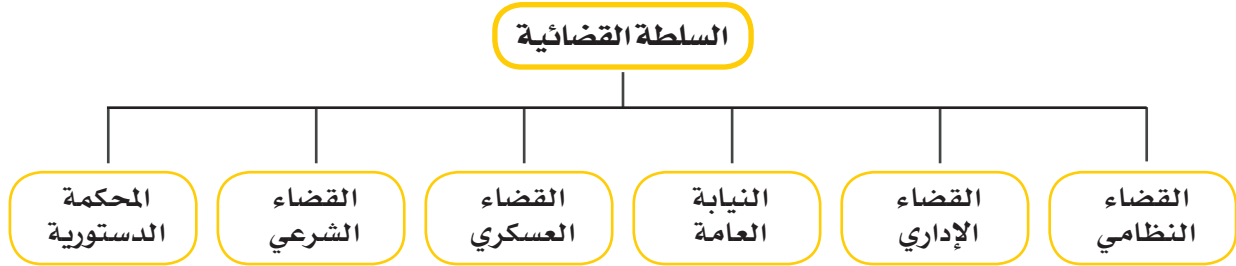 السلطة القضائية
القضاء
النظامي
القضاء
الإداري
النيابة
العامة
القضاء
العسكري
القضاء
الشرعي
المحكمة
الدستورية